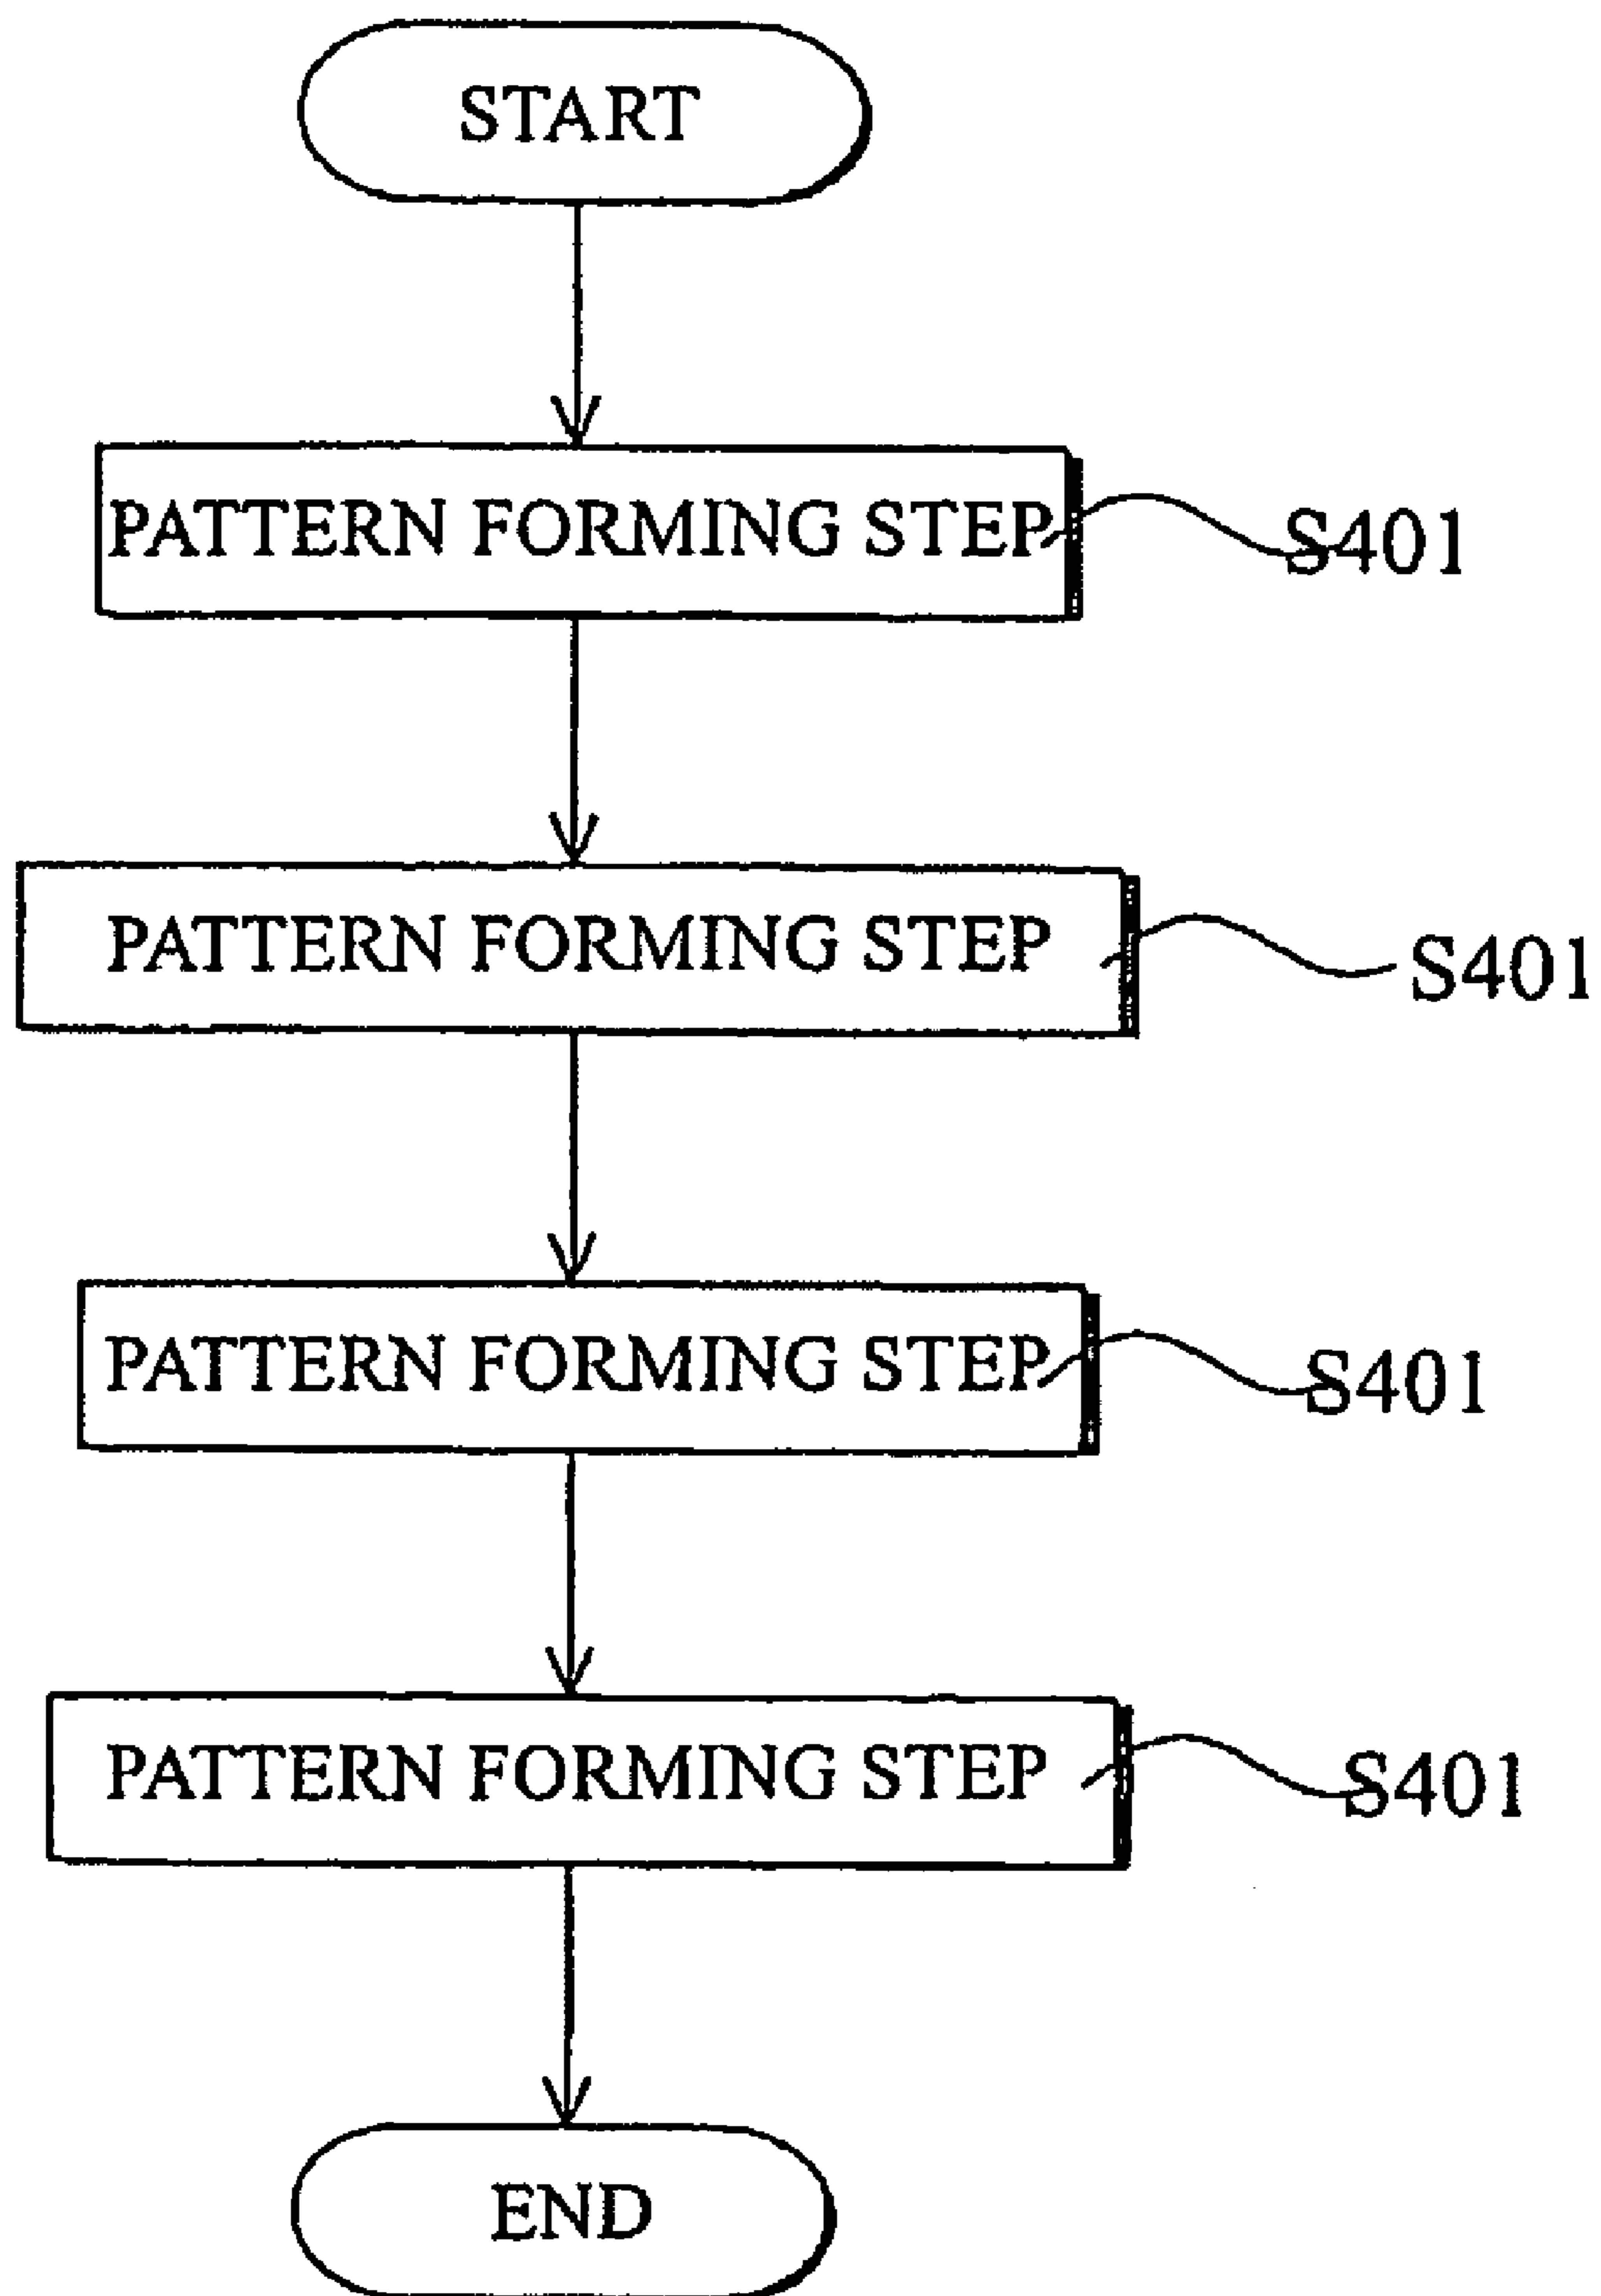 START
PATTERN FORMING STEP S401
PATTERN FORMING STEP S401
PATTERN FORMING STEP S401
PATTERN FORMING STEP S401
END